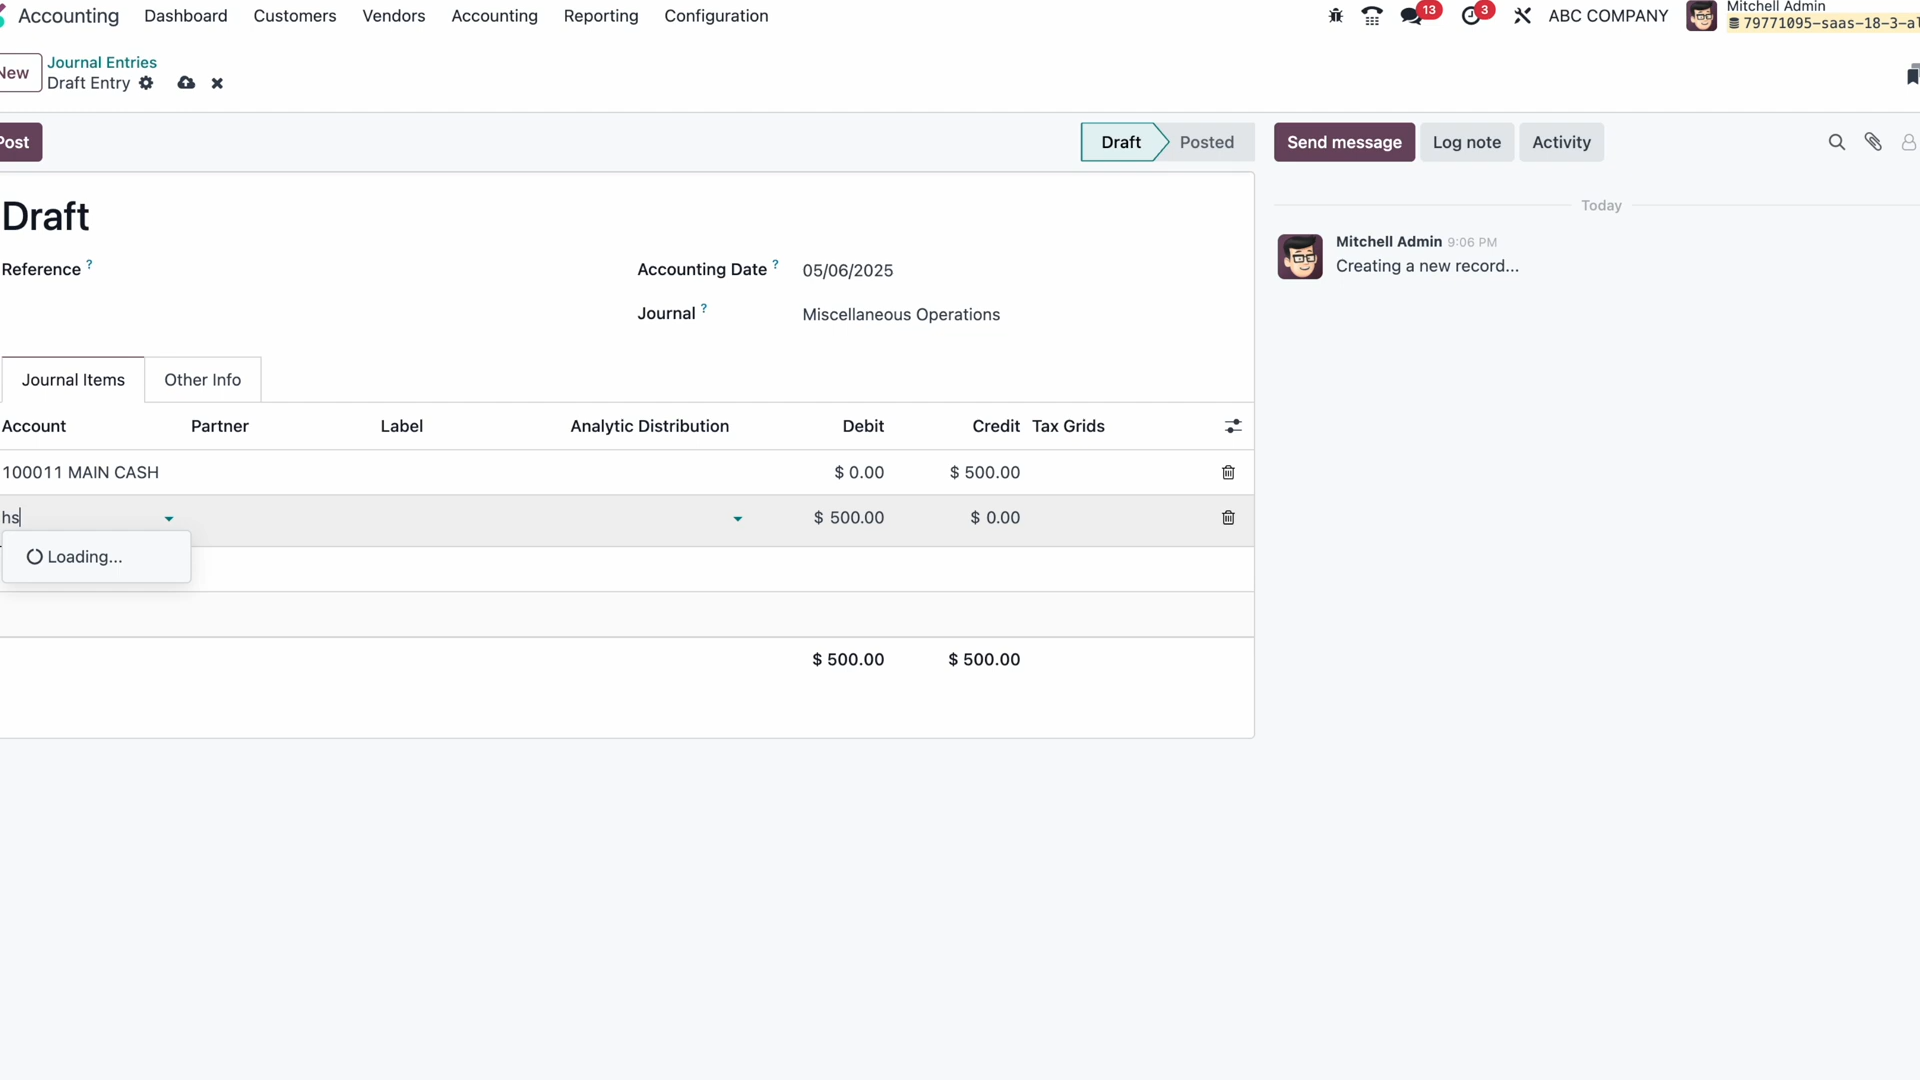 Accounting Dashboard Customers Vendors Accounting Reporting Configuration 13 3 ABC COMPANY Mitchell Admin
79771095-saas-18-3-al
New Journal Entries
Draft Entry
Post Draft Posted Send message Log note Activity
Today
Draft
Mitchell Admin 9:06 PM
Creating a new record...
Reference ? Accounting Date ? 05/06/2025
Journal ? Miscellaneous Operations
Journal Items Other Info
Account Partner Label Analytic Distribution Debit Credit Tax Grids
100011 MAIN CASH $ 0.00 $ 500.00
hs $ 500.00 $ 0.00
Loading...
$ 500.00 $ 500.00